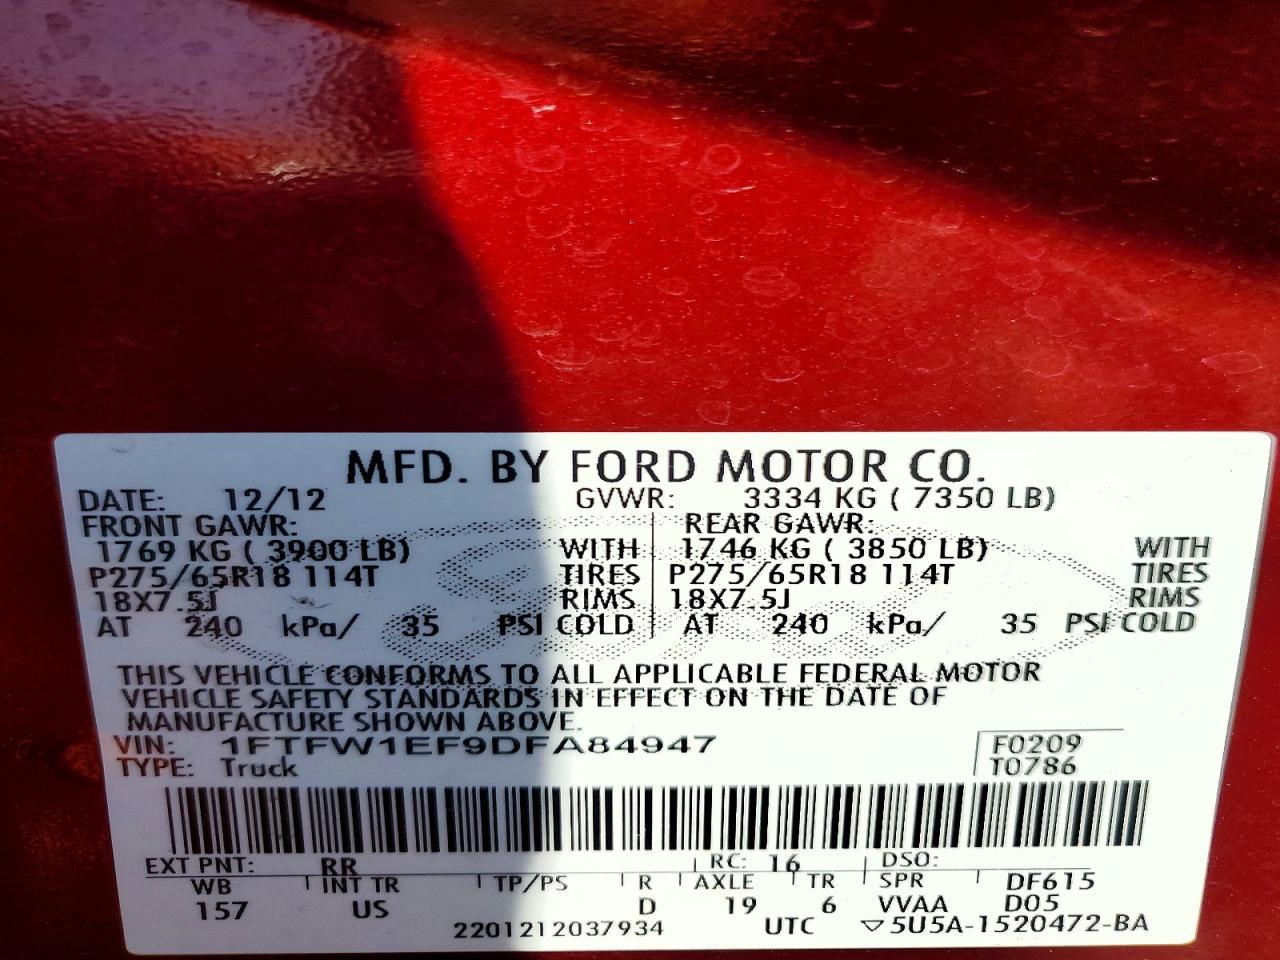 MFD. BY FORD MOTOR CO.
DATE: 12/12 GVWR: 3334 KG ( 7350 LB)
FRONT GAWR: REAR GAWR:
1769 KG ( 3900 LB) WITH 1746 KG ( 3850 LB) WITH
P275/65R18 114T TIRES P275/65R18 114T TIRES
18X7.5J RIMS 18X7.5J RIMS
AT 240 kPa/ 35 PSI COLD AT 240 kPa/ 35 PSI COLD
THIS VEHICLE CONFORMS TO ALL APPLICABLE FEDERAL MOTOR
VEHICLE SAFETY STANDARDS IN EFFECT ON THE DATE OF
MANUFACTURE SHOWN ABOVE.
VIN: 1FTFW1EF9DFA84947 F0209
TYPE: Truck T0786
EXT PNT: RR RC: 16 DSO:
WB INT TR TP/PS R AXLE TR SPR DF615
157 US D 19 6 VVAA D05
2201212037934 UTC ▽5U5A-1520472-BA